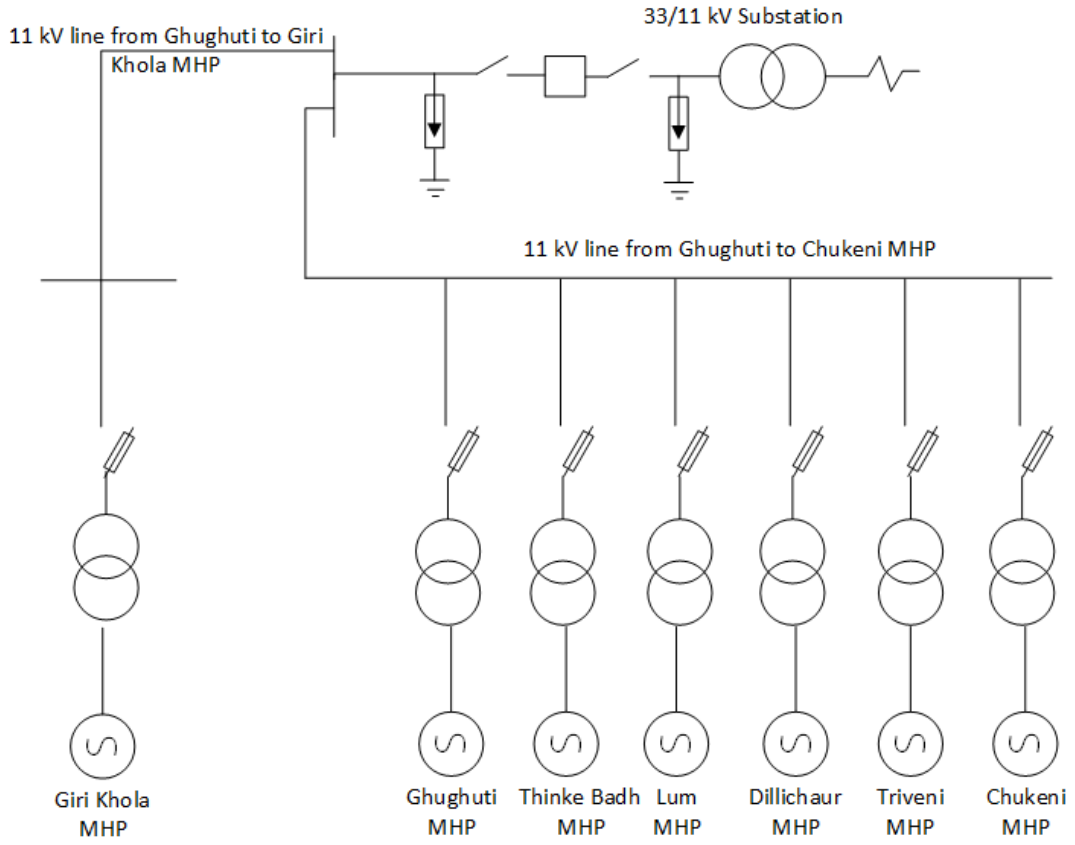 33/11 kV Substation
11 kV line from Ghughuti to Giri
Khola MHP
11 kV line from Ghughuti to Chukeni MHP
Giri Khola
MHP
Ghughuti
MHP
Thinke Badh
MHP
Lum
MHP
Dillichaur
MHP
Triveni
MHP
Chukeni
MHP